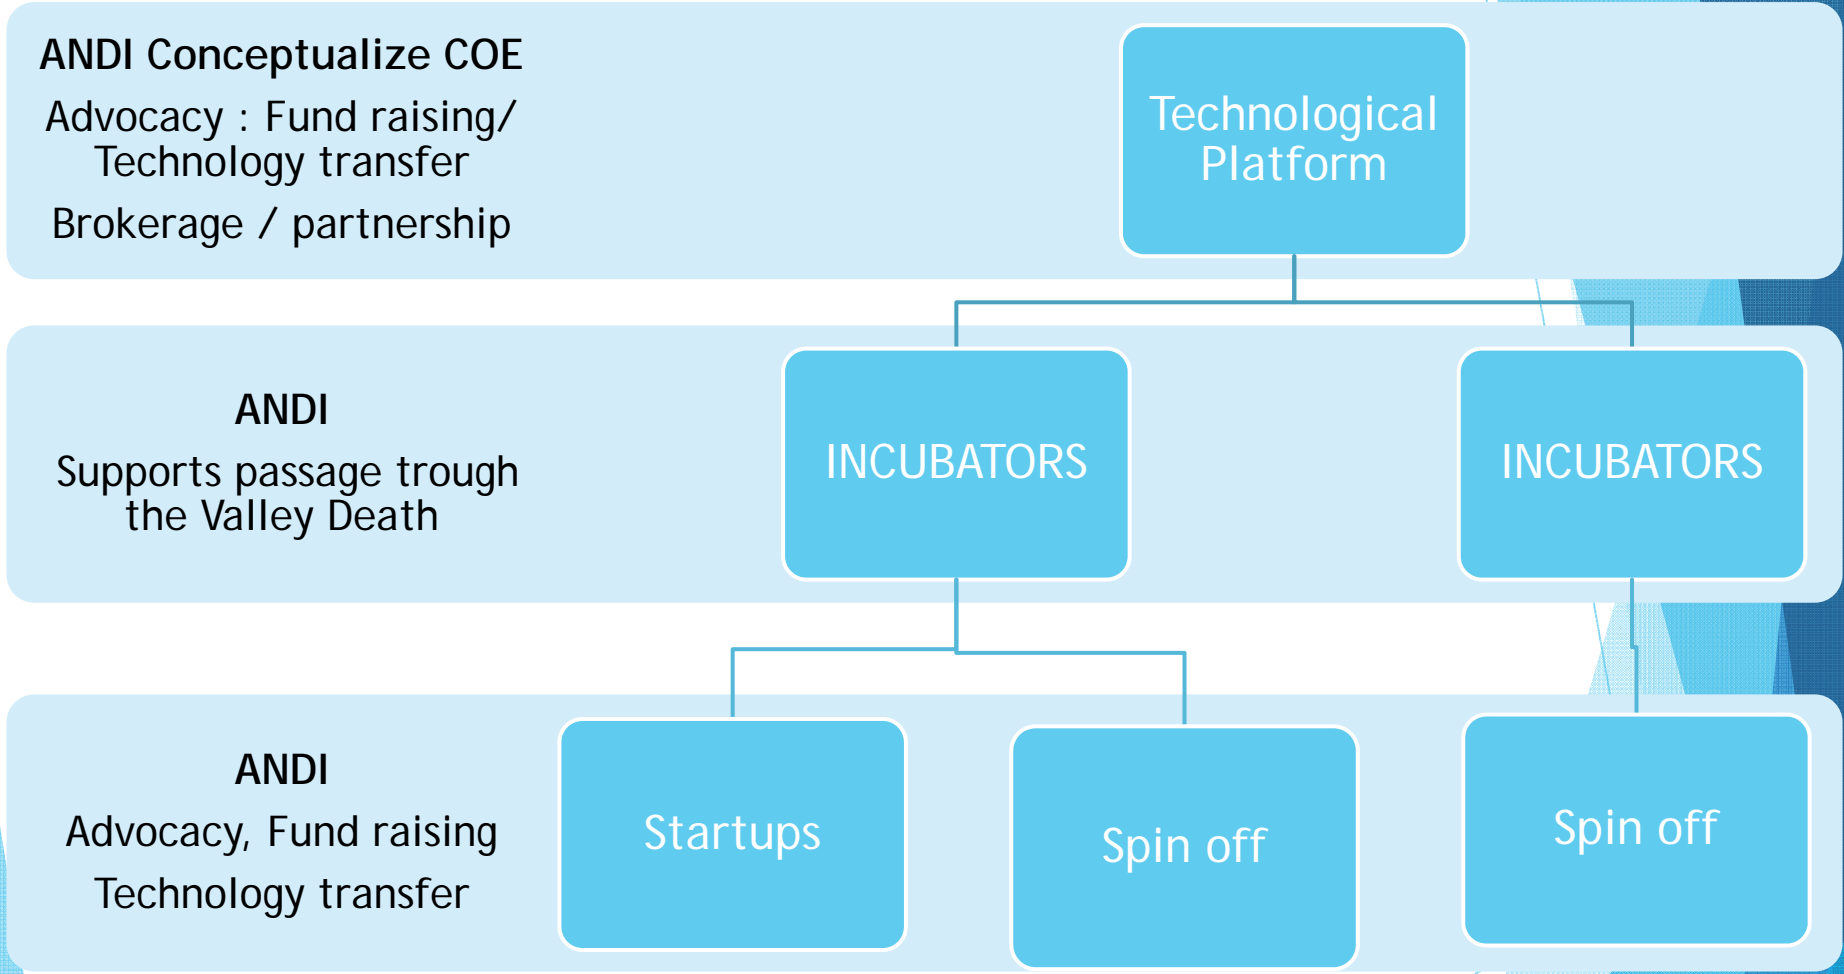 ANDI Conceptualize COE
Advocacy : Fund raising/
Technology transfer
Brokerage / partnership
Technological
Platform
ANDI
Supports passage trough
the Valley Death
INCUBATORS
INCUBATORS
ANDI
Advocacy, Fund raising
Technology transfer
Startups
Spin off
Spin off